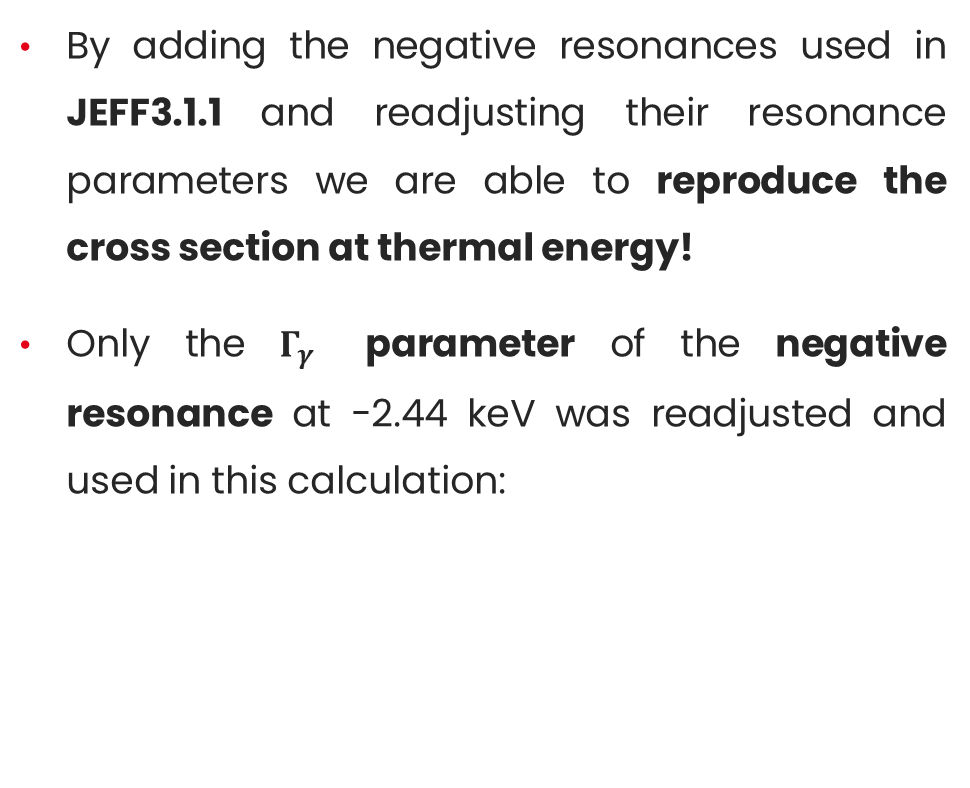 • By adding the negative resonances used in
JEFF3.1.1 and readjusting their resonance
parameters we are able to reproduce the
cross section at thermal energy!
• Only the Γγ parameter of the negative
resonance at −2.44 keV was readjusted and
used in this calculation: